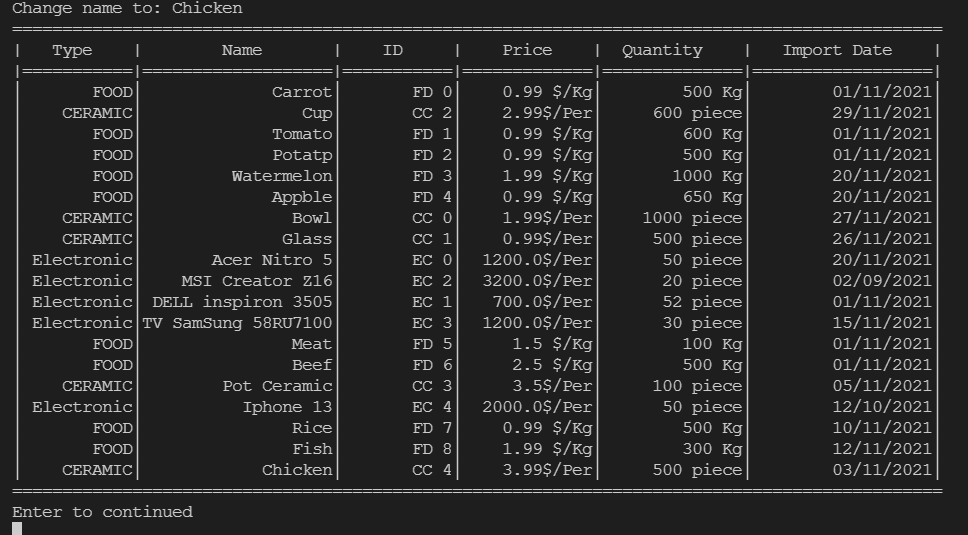 Change name to: Chicken
==============================================================================================
|   Type    |        Name       |    ID     |    Price    |  Quantity    |   Import Date    |
|===========|===================|===========|=============|==============|==================|
|       FOOD|             Carrot|       FD 0|    0.99 $/Kg|        500 Kg|        01/11/2021|
|    CERAMIC|                Cup|       CC 2|    2.99$/Per|     600 piece|        29/11/2021|
|       FOOD|             Tomato|       FD 1|    0.99 $/Kg|        600 Kg|        01/11/2021|
|       FOOD|             Potatp|       FD 2|    0.99 $/Kg|        500 Kg|        01/11/2021|
|       FOOD|         Watermelon|       FD 3|    1.99 $/Kg|       1000 Kg|        20/11/2021|
|       FOOD|             Appble|       FD 4|    0.99 $/Kg|        650 Kg|        20/11/2021|
|    CERAMIC|               Bowl|       CC 0|    1.99$/Per|    1000 piece|        27/11/2021|
|    CERAMIC|              Glass|       CC 1|    0.99$/Per|     500 piece|        26/11/2021|
| Electronic|       Acer Nitro 5|       EC 0|  1200.0$/Per|      50 piece|        20/11/2021|
| Electronic|    MSI Creator Z16|       EC 2|  3200.0$/Per|      20 piece|        02/09/2021|
| Electronic| DELL inspiron 3505|       EC 1|   700.0$/Per|      52 piece|        01/11/2021|
| Electronic|TV SamSung 58RU7100|       EC 3|  1200.0$/Per|      30 piece|        15/11/2021|
|       FOOD|               Meat|       FD 5|     1.5 $/Kg|        100 Kg|        01/11/2021|
|       FOOD|               Beef|       FD 6|     2.5 $/Kg|        500 Kg|        01/11/2021|
|    CERAMIC|        Pot Ceramic|       CC 3|     3.5$/Per|     100 piece|        05/11/2021|
| Electronic|          Iphone 13|       EC 4|  2000.0$/Per|      50 piece|        12/10/2021|
|       FOOD|               Rice|       FD 7|    0.99 $/Kg|        500 Kg|        10/11/2021|
|       FOOD|               Fish|       FD 8|    1.99 $/Kg|        300 Kg|        12/11/2021|
|    CERAMIC|            Chicken|       CC 4|    3.99$/Per|     500 piece|        03/11/2021|
==============================================================================================
Enter to continued